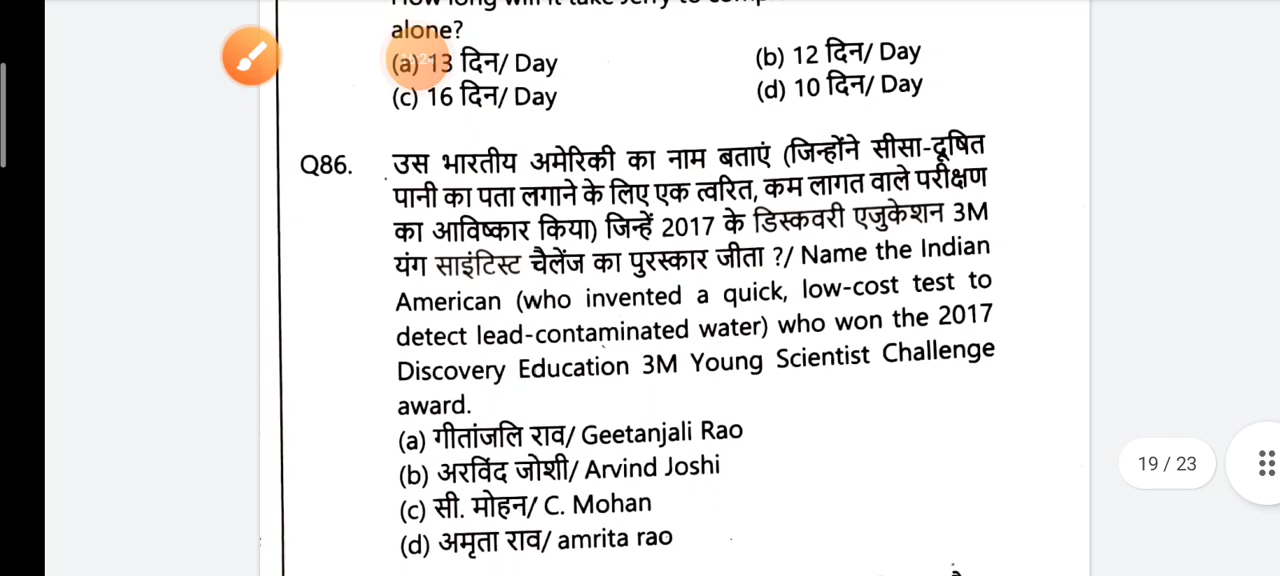 alone?
(a) 13 दिन/ Day
(b) 12 दिन/ Day
(c) 16 दिन/ Day
(d) 10 दिन/ Day
Q86. उस भारतीय अमेरिकी का नाम बताएं (जिन्होंने सीसा-दूषित
पानी का पता लगाने के लिए एक त्वरित, कम लागत वाले परीक्षण
का आविष्कार किया) जिन्हें 2017 के डिस्कवरी एजुकेशन 3M
यंग साइंटिस्ट चैलेंज का पुरस्कार जीता ?/ Name the Indian
American (who invented a quick, low-cost test to
detect lead-contaminated water) who won the 2017
Discovery Education 3M Young Scientist Challenge
award.
(a) गीतांजलि राव/ Geetanjali Rao
(b) अरविंद जोशी/ Arvind Joshi
(c) सी. मोहन/ C. Mohan
(d) अमृता राव/ amrita rao
19 / 23